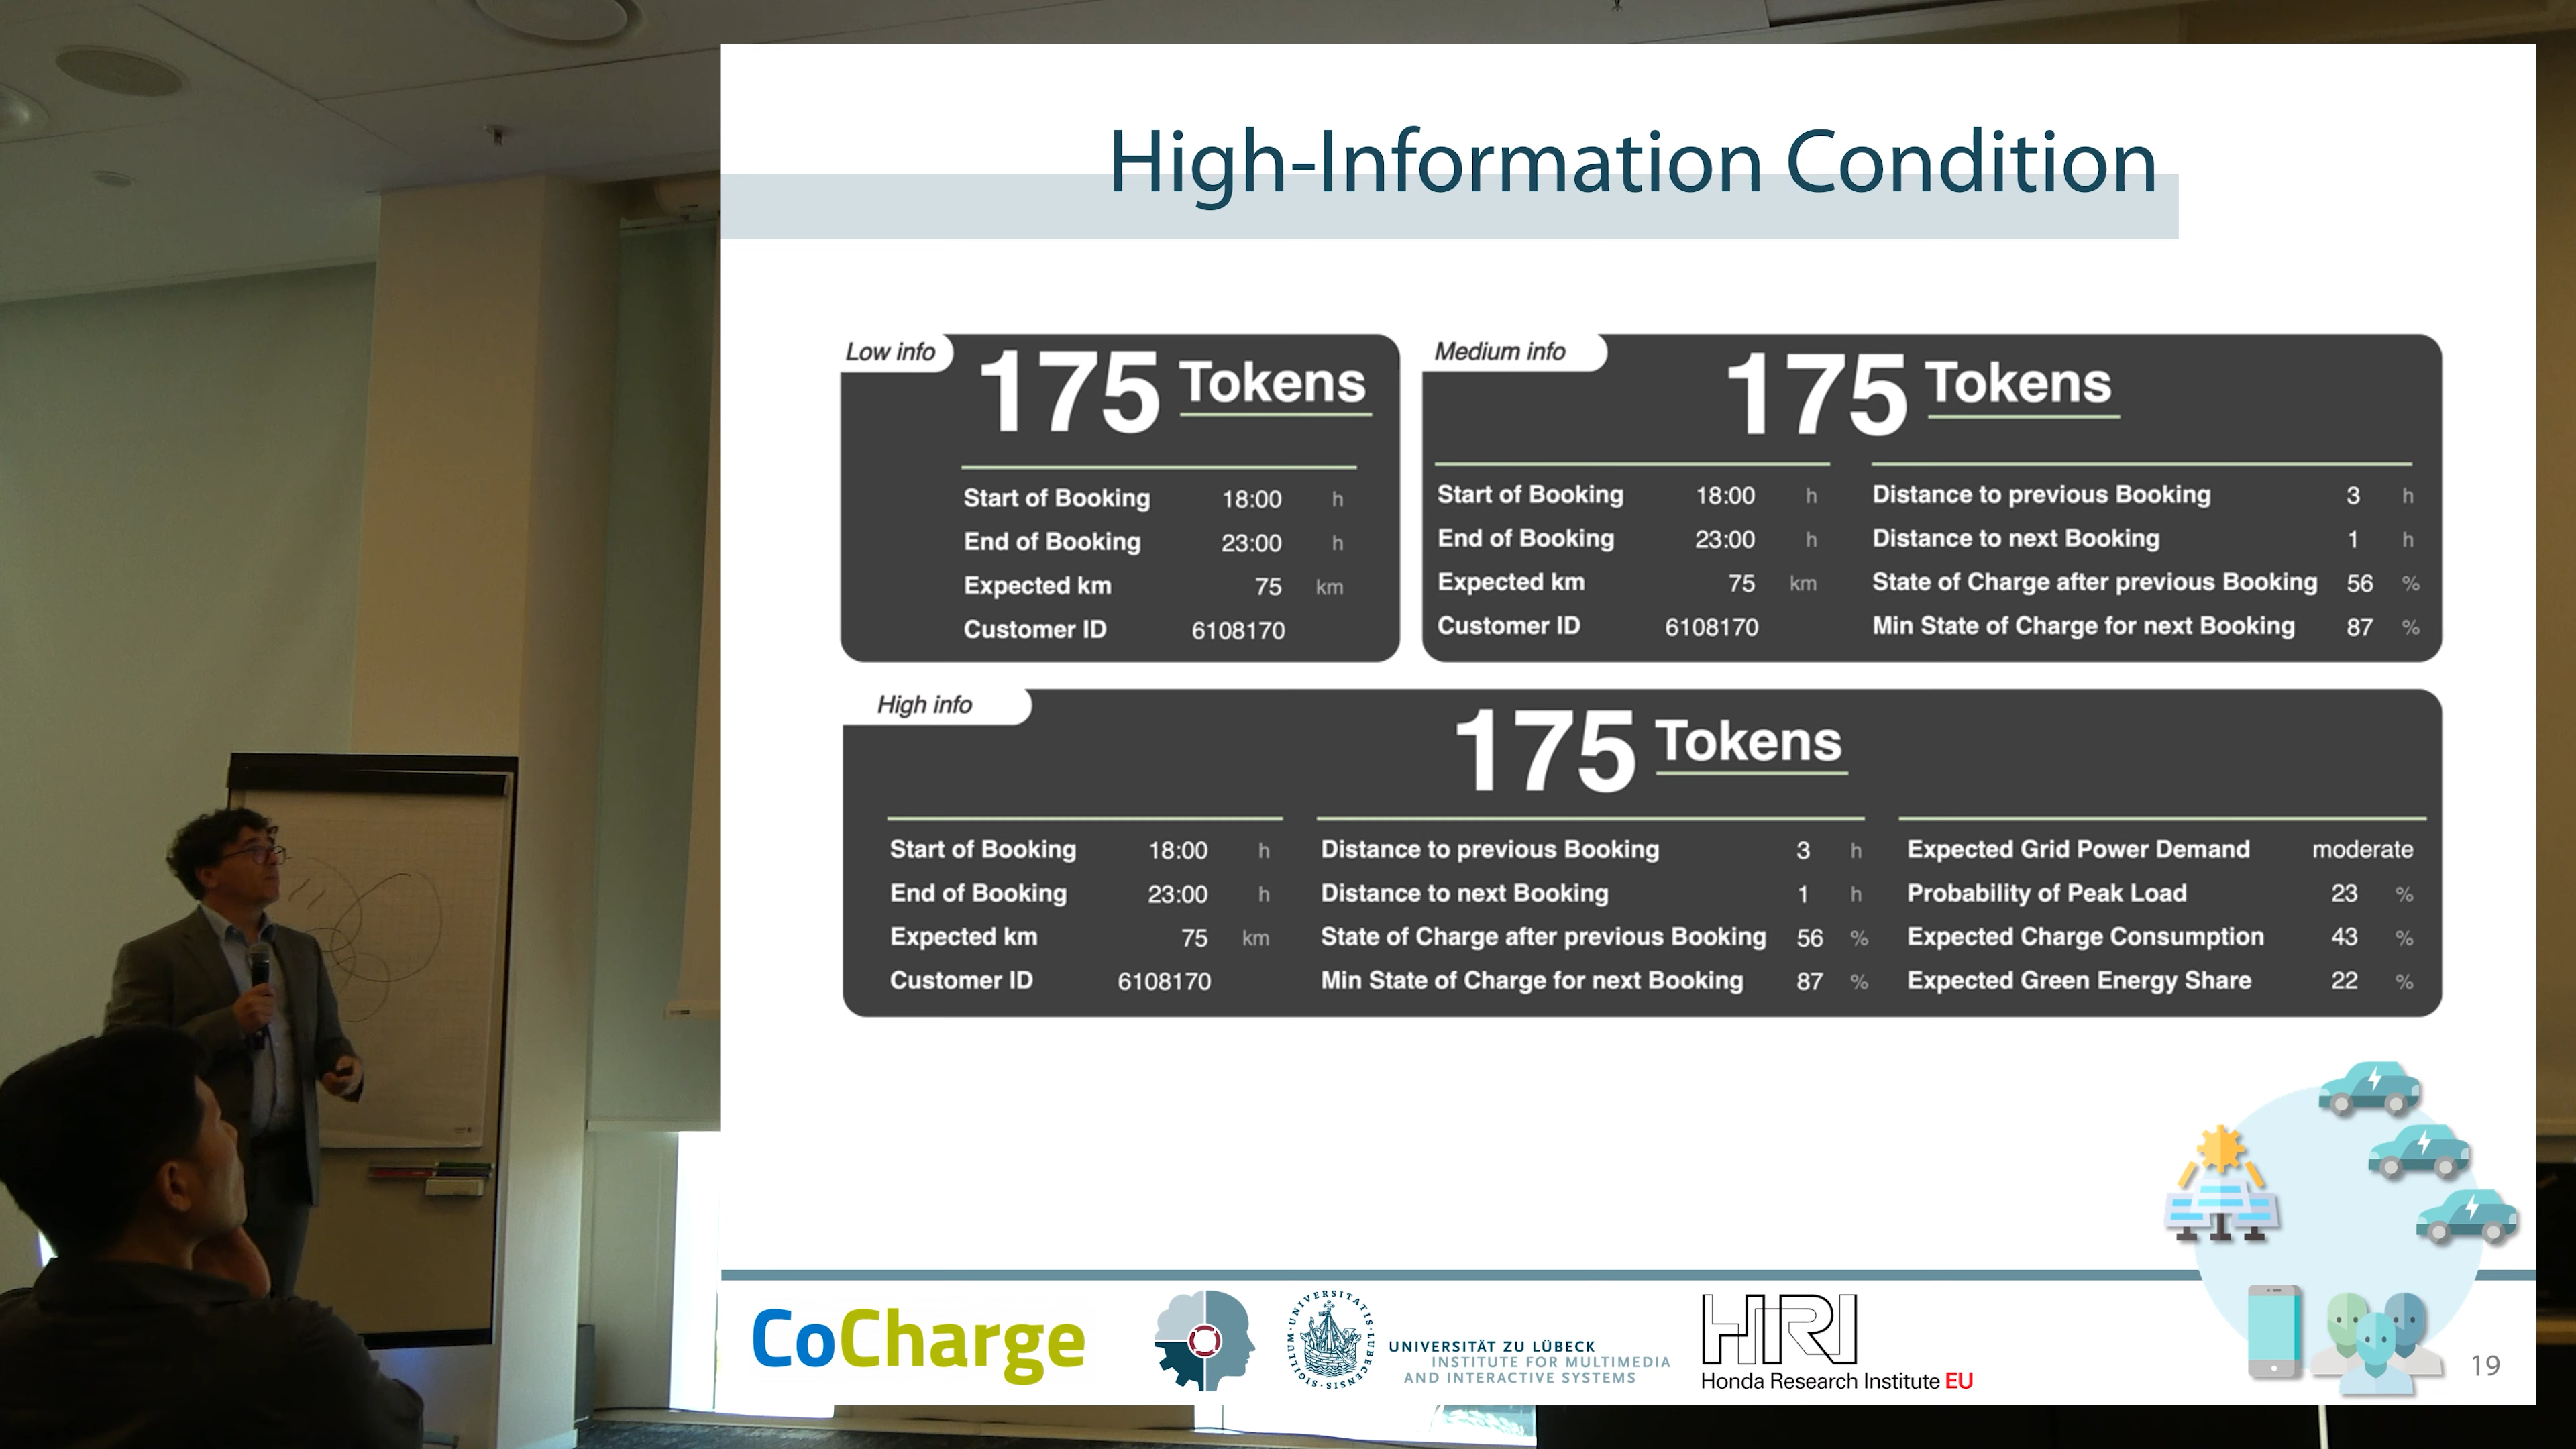 High-Information Condition
Low info
175 Tokens
Start of Booking 18:00 h
End of Booking 23:00 h
Expected km 75 km
Customer ID 6108170
Medium info
175 Tokens
Start of Booking 18:00 h
End of Booking 23:00 h
Expected km 75 km
Customer ID 6108170
Distance to previous Booking 3 h
Distance to next Booking 1 h
State of Charge after previous Booking 56 %
Min State of Charge for next Booking 87 %
High info
175 Tokens
Start of Booking 18:00 h
End of Booking 23:00 h
Expected km 75 km
Customer ID 6108170
Distance to previous Booking 3 h
Distance to next Booking 1 h
State of Charge after previous Booking 56 %
Min State of Charge for next Booking 87 %
Expected Grid Power Demand moderate
Probability of Peak Load 23 %
Expected Charge Consumption 43 %
Expected Green Energy Share 22 %
CoCharge
SIGILLUM·UNIVERSITATIS·LUBECENSIS
UNIVERSITÄT ZU LÜBECK
INSTITUTE FOR MULTIMEDIA
AND INTERACTIVE SYSTEMS
HRI
Honda Research Institute EU
19